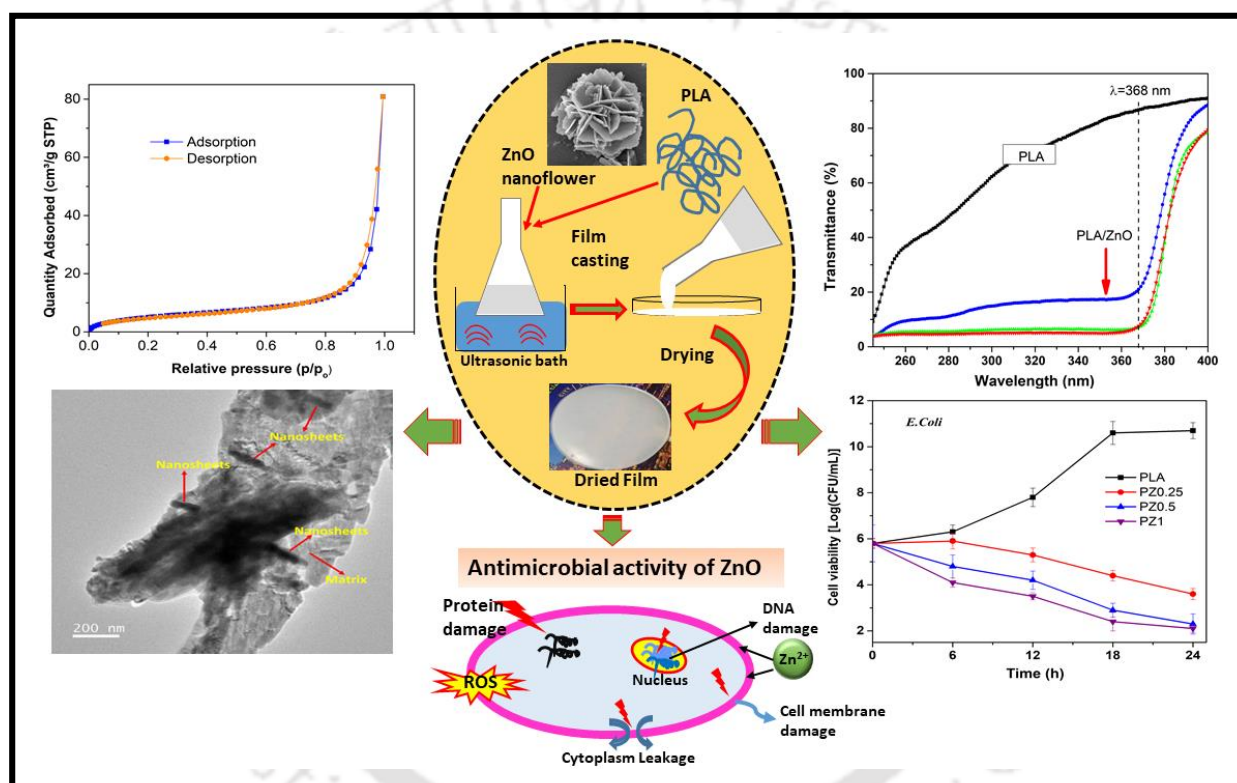 80
60
40
20
0
0.0
0.2
0.4
0.6
0.8
1.0
Quantity Adsorbed (cm³/g STP)
Adsorption
Desorption
Relative pressure (p/pₒ)
PLA
ZnO
nanoflower
Film
casting
Ultrasonic bath
Drying
Dried Film
100
80
60
40
20
0
260
280
300
320
340
360
380
400
Transmittance (%)
λ=368 nm
PLA
PLA/ZnO
Wavelength (nm)
Nanosheets
Nanosheets
Nanosheets
Matrix
200 nm
Antimicrobial activity of ZnO
Protein
damage
DNA
damage
Zn²⁺
ROS
Nucleus
Cell membrane
damage
Cytoplasm Leakage
12
10
8
6
4
2
0
6
12
18
24
Cell viability [Log(CFU/mL)]
E.Coli
PLA
PZ0.25
PZ0.5
PZ1
Time (h)